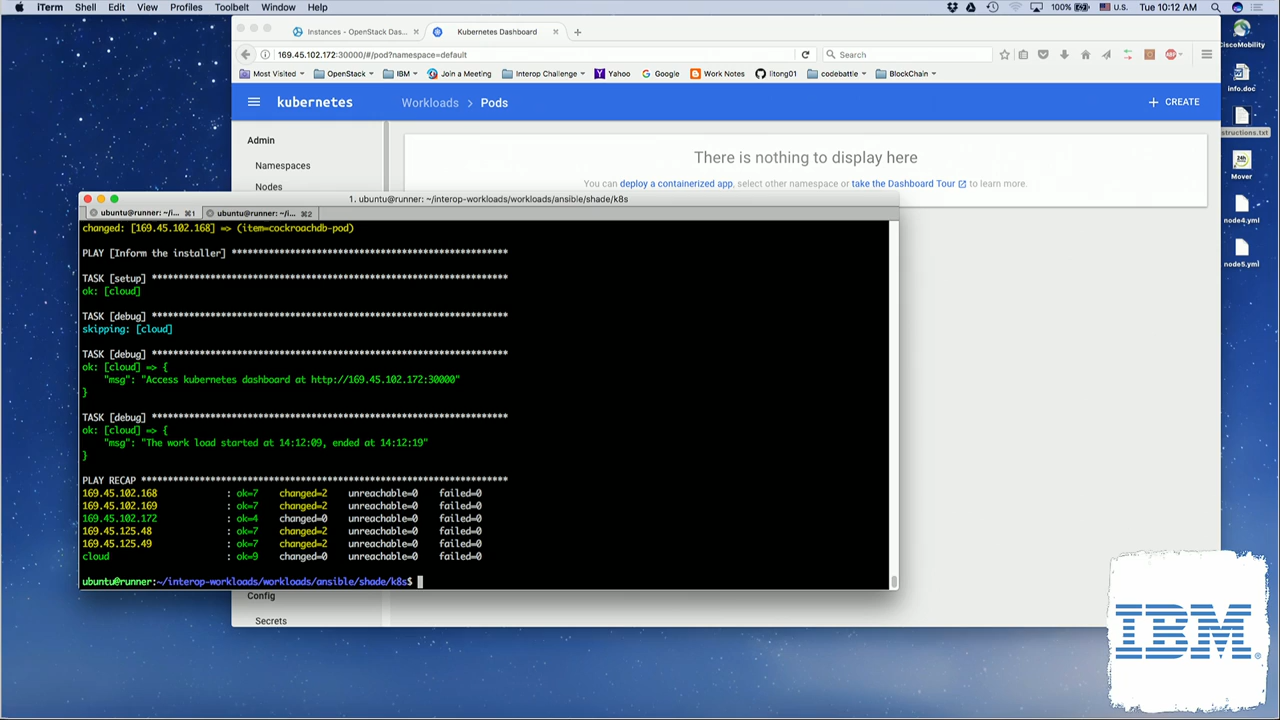 iTerm Shell Edit View Profiles Toolbelt Window Help
100% U.S. Tue 10:12 AM
Instances - OpenStack Das...
Kubernetes Dashboard
169.45.102.172:30000/#/pod?namespace=default
Search
Most Visited OpenStack IBM Join a Meeting Interop Challenge Yahoo Google Work Notes litong01 codebattle BlockChain
kubernetes Workloads > Pods + CREATE
Admin
Namespaces
Nodes
There is nothing to display here
You can deploy a containerized app, select other namespace or take the Dashboard Tour to learn more.
1. ubuntu@runner: ~/interop-workloads/workloads/ansible/shade/k8s
ubuntu@runner: ~/i... ⌘1 ubuntu@runner: ~/i... ⌘2
changed: [169.45.102.168] => (item=cockroachdb-pod)
PLAY [Inform the installer] **************************************************
TASK [setup] *****************************************************************
ok: [cloud]
TASK [debug] *****************************************************************
skipping: [cloud]
TASK [debug] *****************************************************************
ok: [cloud] => {
"msg": "Access kubernetes dashboard at http://169.45.102.172:30000"
}
TASK [debug] *****************************************************************
ok: [cloud] => {
"msg": "The work load started at 14:12:09, ended at 14:12:19"
}
PLAY RECAP *******************************************************************
169.45.102.168 : ok=7 changed=2 unreachable=0 failed=0
169.45.102.169 : ok=7 changed=2 unreachable=0 failed=0
169.45.102.172 : ok=4 changed=0 unreachable=0 failed=0
169.45.125.48 : ok=7 changed=2 unreachable=0 failed=0
169.45.125.49 : ok=7 changed=2 unreachable=0 failed=0
cloud : ok=9 changed=0 unreachable=0 failed=0
ubuntu@runner:~/interop-workloads/workloads/ansible/shade/k8s$
Config
Secrets
CiscoMobility
info.doc
structions.txt
24h
Mover
node4.yml
node5.yml
IBM®